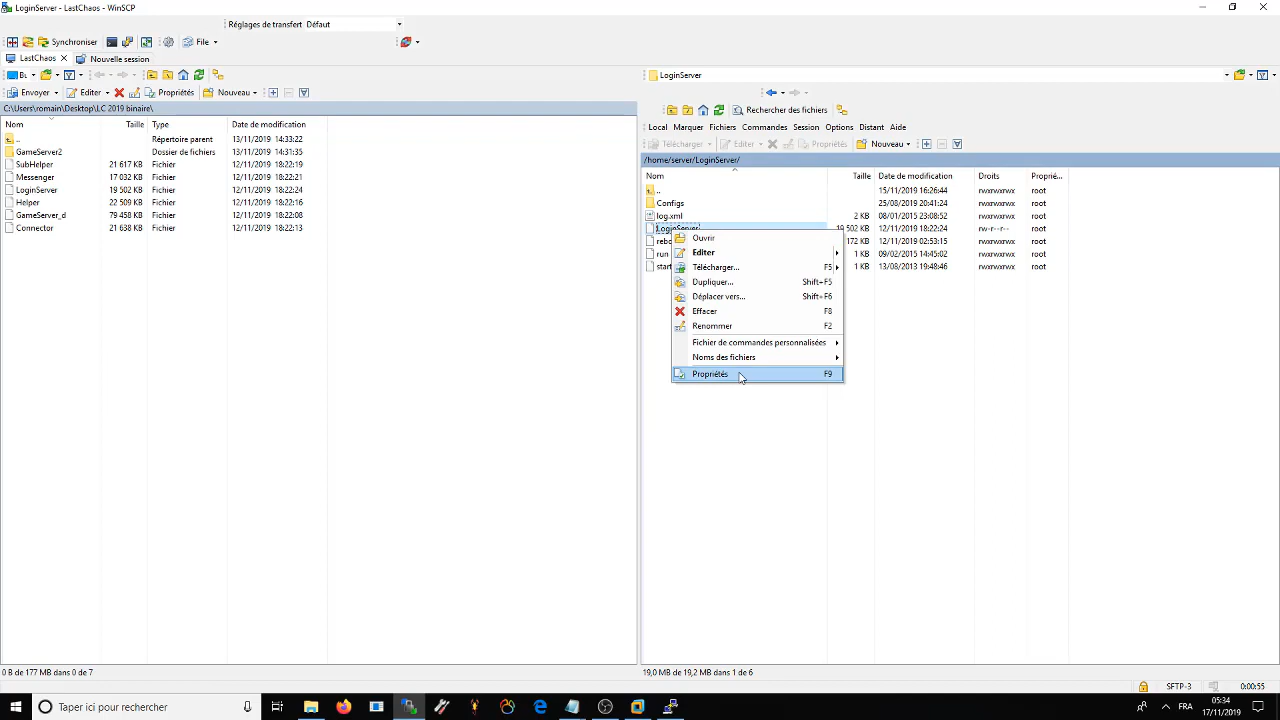 LoginServer - LastChaos - WinSCP
Réglages de transfert Défaut
Synchroniser File
LastChaos Nouvelle session
LoginServer
Envoyer Editer Propriétés Nouveau
Rechercher des fichiers
C:\Users\romain\Desktop\LC 2019 binaire\
Nom Taille Type Date de modification
.. Répertoire parent 13/11/2019 14:33:22
GameServer2 Dossier de fichiers 13/11/2019 14:31:35
SubHelper 21 617 KB Fichier 12/11/2019 18:22:19
Messenger 17 032 KB Fichier 12/11/2019 18:22:21
LoginServer 19 502 KB Fichier 12/11/2019 18:22:24
Helper 22 509 KB Fichier 12/11/2019 18:22:16
GameServer_d 79 458 KB Fichier 12/11/2019 18:22:08
Connector 21 638 KB Fichier 12/11/2019 18:22:13
Local Marquer Fichiers Commandes Session Options Distant Aide
Télécharger Editer Propriétés Nouveau
/home/server/LoginServer/
Nom Taille Date de modification Droits Proprié...
.. 15/11/2019 16:26:44 rwxrwxrwx root
Configs 25/08/2019 20:41:24 rwxrwxrwx root
log.xml 2 KB 08/01/2015 23:08:52 rwxrwxrwx root
LoginServer 19 502 KB 12/11/2019 18:22:24 rw-r--r-- root
172 KB 12/11/2019 02:53:15 rwxrwxrwx root
run 1 KB 09/02/2015 14:45:02 rwxrwxrwx root
1 KB 13/08/2013 19:48:46 rwxrwxrwx root
Ouvrir
Editer
Télécharger... F5
Dupliquer... Shift+F5
Déplacer vers... Shift+F6
Effacer F8
Renommer F2
Fichier de commandes personnalisées
Noms des fichiers
Propriétés F9
0 B de 177 MB dans 0 de 7
19,0 MB de 19,2 MB dans 1 de 6
SFTP-3 0:00:55
Taper ici pour rechercher
FRA
05:34
17/11/2019